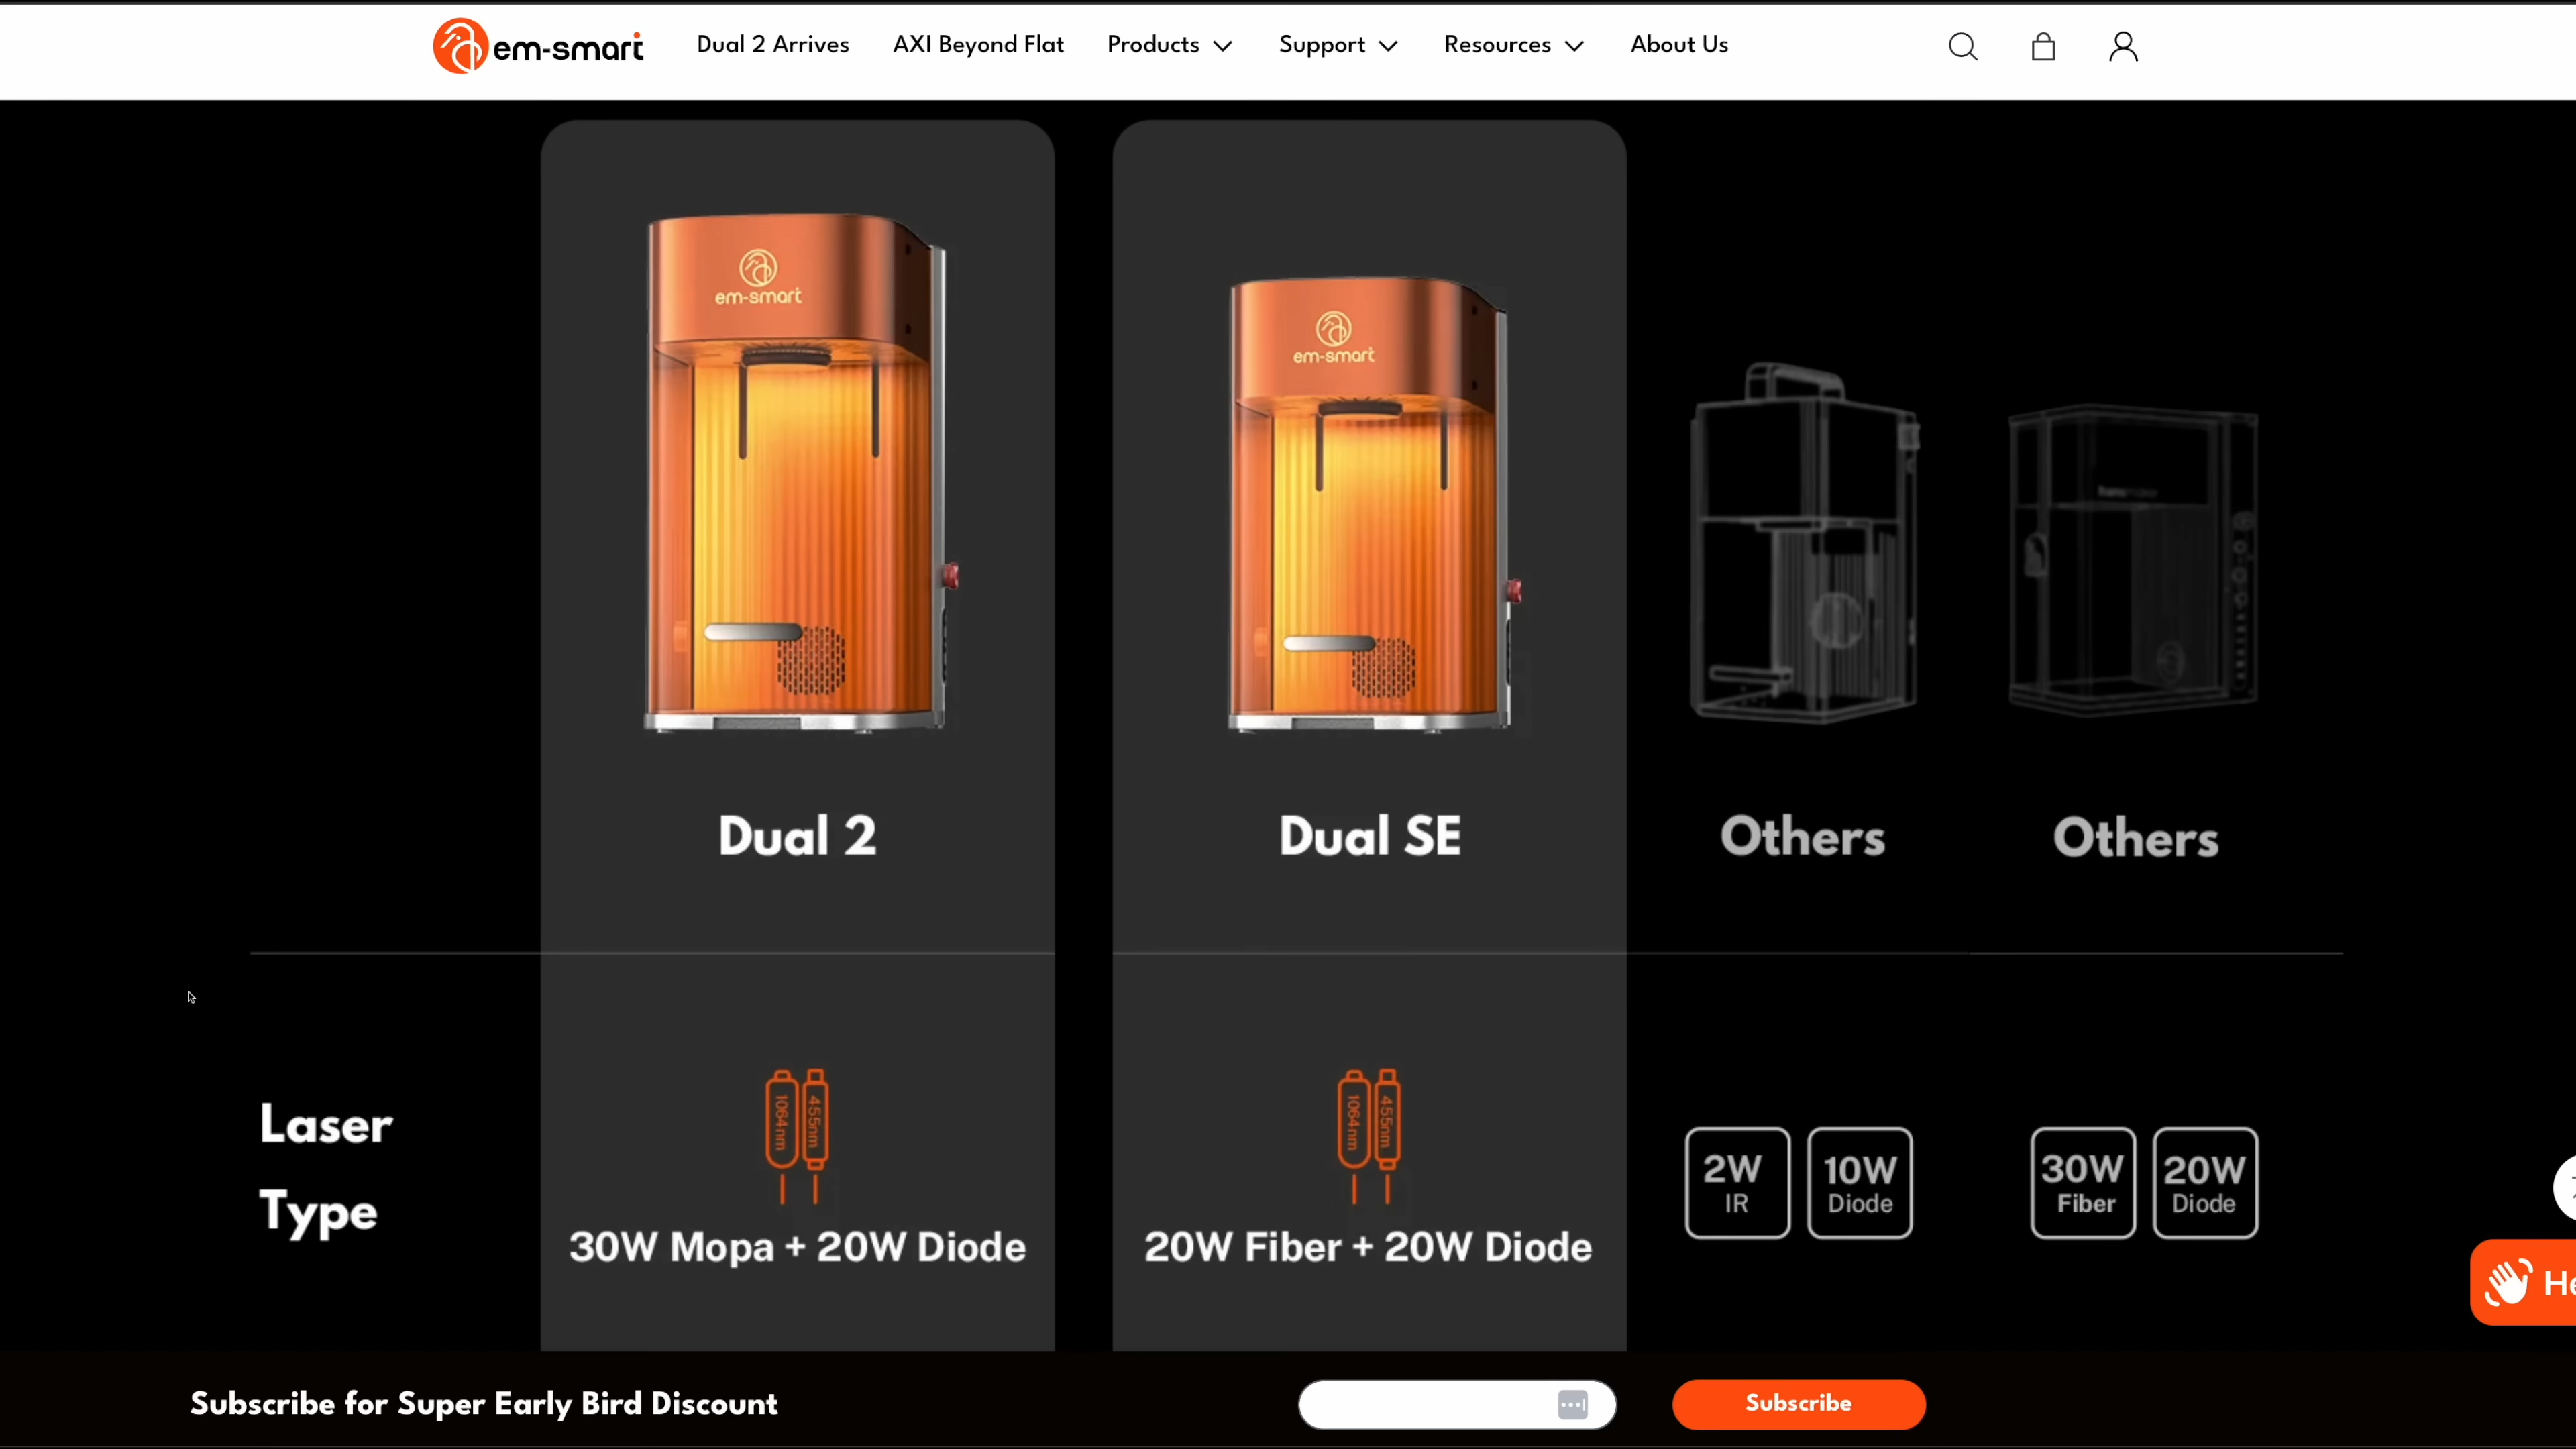 em-smart
Dual 2 Arrives
AXI Beyond Flat
Products
Support
Resources
About Us
em-smart
em-smart
Dual 2
Dual SE
Others
Others
Laser
Type
1064nm
455nm
1064nm
455nm
30W Mopa + 20W Diode
20W Fiber + 20W Diode
2W
IR
10W
Diode
30W
Fiber
20W
Diode
Subscribe for Super Early Bird Discount
Subscribe